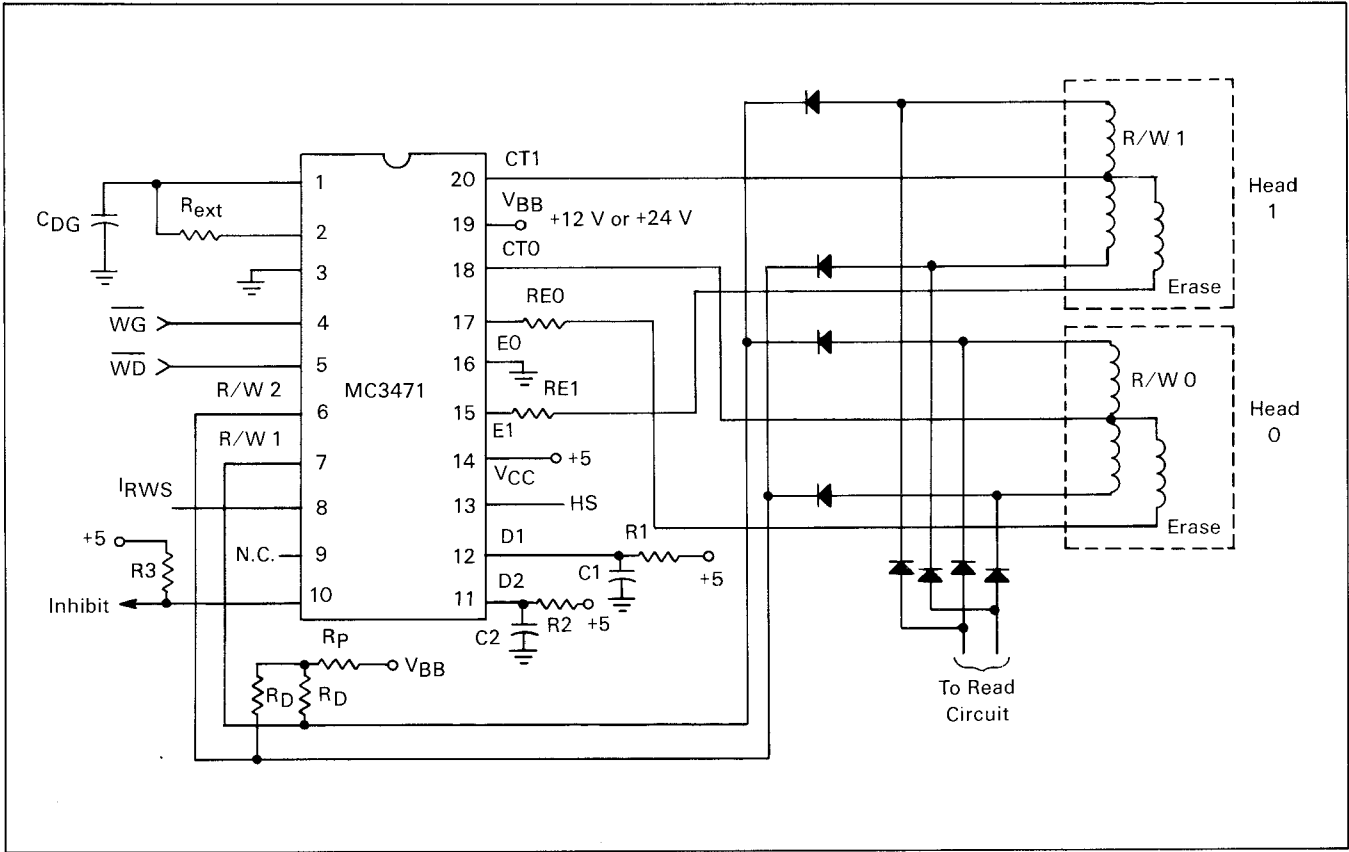 CDG
Rext
WG
WD
R/W 2
R/W 1
IRWS
+5
R3
N.C.
Inhibit
1
2
3
4
5
6
7
8
9
10
MC3471
20
19
18
17
16
15
14
13
12
11
CT1
VBB
+12 V or +24 V
CT0
RE0
E0
RE1
E1
VCC
+5
HS
D1
R1
+5
C1
D2
R2
+5
C2
RP
VBB
RD
RD
R/W 1
Erase
Head
1
R/W 0
Erase
Head
0
To Read
Circuit